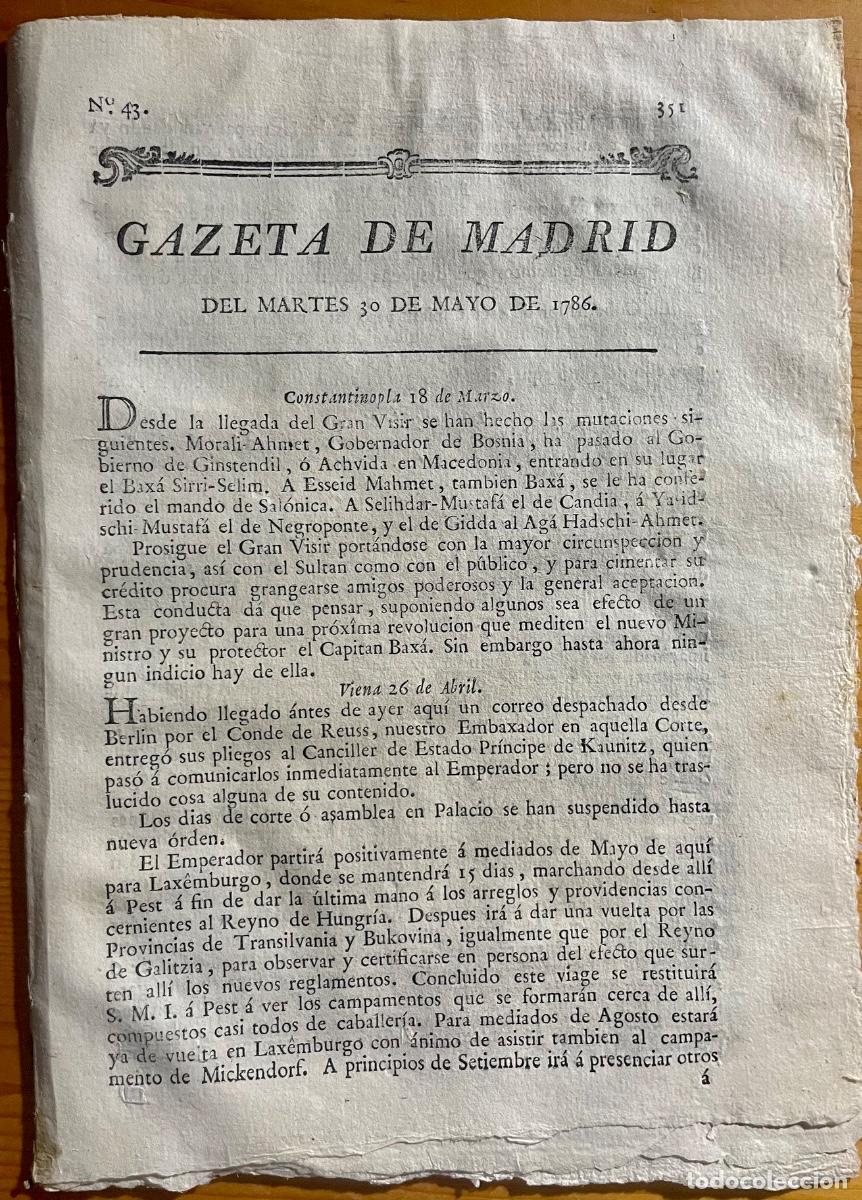 Nº. 43.
351
GAZETA DE MADRID
DEL MARTES 30 DE MAYO DE 1786.
Constantinopla 18 de Marzo.
Desde la llegada del Gran Visir se han hecho las mutaciones si-
guientes. Morali-Ahmet, Gobernador de Bosnia, ha pasado al Go-
bierno de Ginstendil, ó Achvida en Macedonia, entrando en su lugar
el Baxá Sirri-Selim. A Esseid Mahmet, tambien Baxá, se le ha confe-
rido el mando de Salónica. A Selihdar-Mustafá el de Candia, á
schi-Mustafá el de Negroponte, y el de Gidda al Agá Hadschi-Ahmet.
Prosigue el Gran Visir portándose con la mayor circunspeccion y
prudencia, así con el Sultan como con el público, y para cimentar su
crédito procura grangearse amigos poderosos y la general aceptacion.
Esta conducta dá que pensar, suponiendo algunos sea efecto de un
gran proyecto para una próxîma revolucion que mediten el nuevo Mi-
nistro y su protector el Capitan Baxá. Sin embargo hasta ahora nin-
gun indicio hay de ella.
Viena 26 de Abril.
Habiendo llegado ántes de ayer aquí un correo despachado desde
Berlin por el Conde de Reuss, nuestro Embaxador en aquella Corte,
entregó sus pliegos al Canciller de Estado Príncipe de Kaunitz, quien
pasó á comunicarlos inmediatamente al Emperador; pero no se ha tras-
lucido cosa alguna de su contenido.
Los dias de corte ó asamblea en Palacio se han suspendido hasta
nueva órden.
El Emperador partirá positivamente á mediados de Mayo de aquí
para Laxêmburgo, donde se mantendrá 15 dias, marchando desde allí
á Pest á fin de dar la última mano á los arreglos y providencias con-
cernientes al Reyno de Hungría. Despues irá á dar una vuelta por las
Provincias de Transilvania y Bukovina, igualmente que por el Reyno
de Galitzia, para observar y certificarse en persona del efecto que sur-
ten allí los nuevos reglamentos. Concluido este viage se restituirá
S. M. I. á Pest á ver los campamentos que se formarán cerca de allí,
compuestos casi todos de caballería. Para mediados de Agosto estará
ya de vuelta en Laxêmburgo con ánimo de asistir tambien al campa-
mento de Mickendorf. A principios de Setiembre irá á presenciar otros
á
todocoleccion